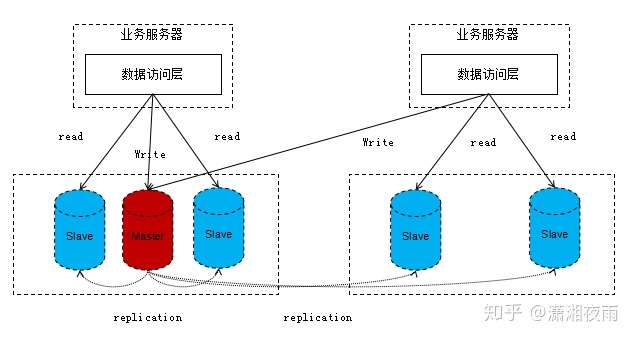 业务服务器
业务服务器
数据访问层
数据访问层
read
read
read
read
Write
Write
Slave
Master
Slave
Slave
Slave
replication
replication
知乎 @潇湘夜雨